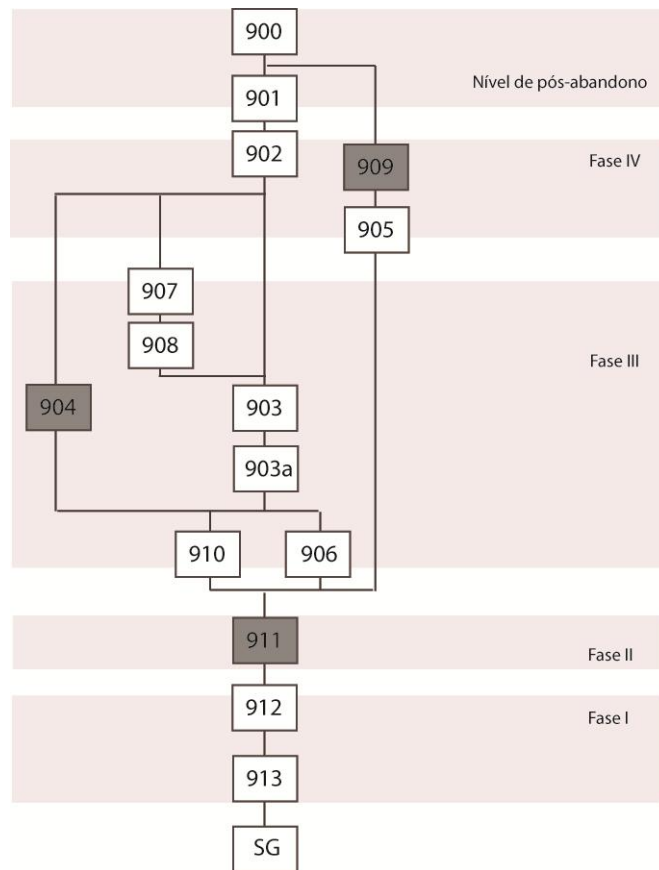 900
Nível de pós-abandono
901
902
Fase IV
909
905
907
908
Fase III
904
903
903a
910
906
911
Fase II
912
Fase I
913
SG